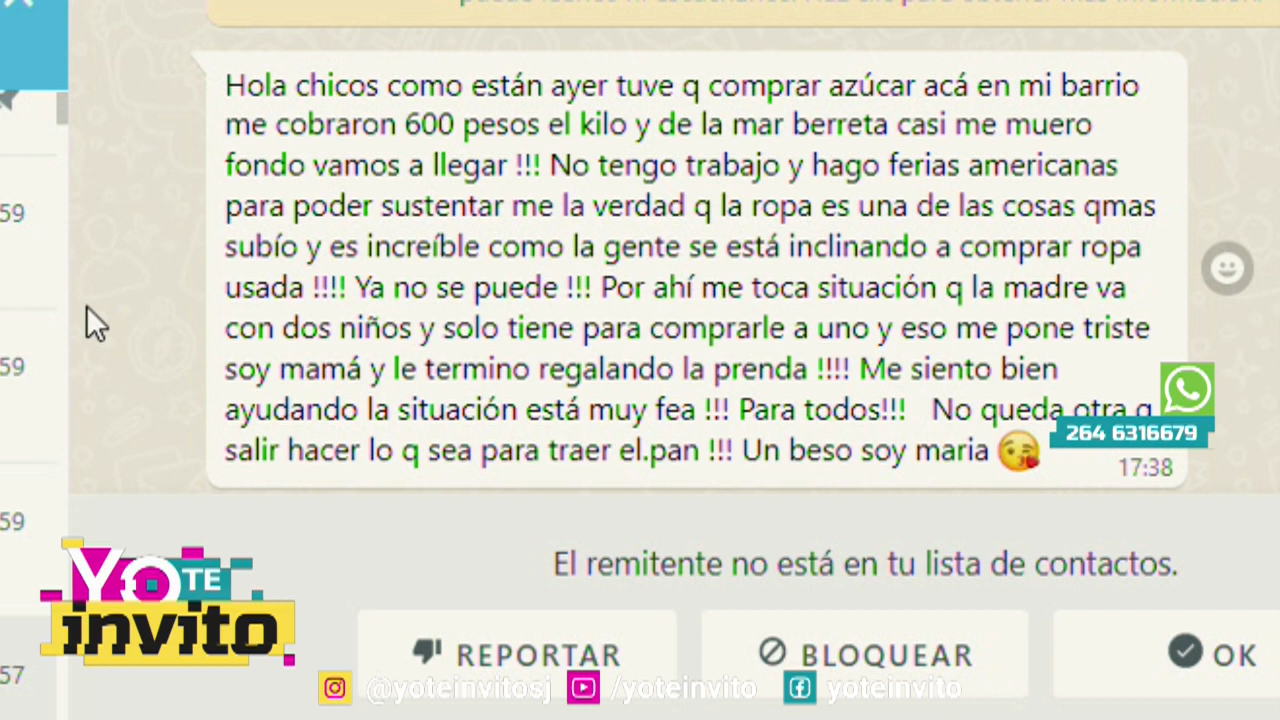 Hola chicos como están ayer tuve q comprar azúcar acá en mi barrio
me cobraron 600 pesos el kilo y de la mar berreta casi me muero
fondo vamos a llegar !!! No tengo trabajo y hago ferias americanas
para poder sustentar me la verdad q la ropa es una de las cosas qmas
subío y es increíble como la gente se está inclinando a comprar ropa
usada !!!! Ya no se puede !!! Por ahí me toca situación q la madre va
con dos niños y solo tiene para comprarle a uno y eso me pone triste
soy mamá y le termino regalando la prenda !!!! Me siento bien
ayudando la situación está muy fea !!! Para todos!!! No queda otra q
salir hacer lo q sea para traer el.pan !!! Un beso soy maria 😘
264 6316679
17:38
59
59
59
57
El remitente no está en tu lista de contactos.
REPORTAR
BLOQUEAR
OK
YO TE
invito
@yoteinvitosj /yoteinvito yoteinvito